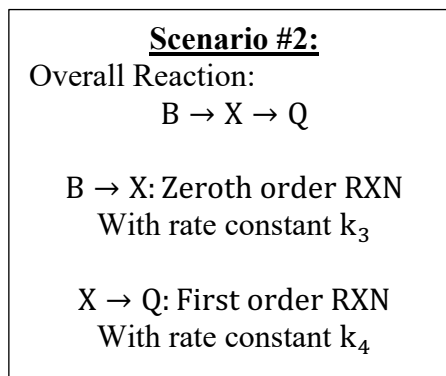 Scenario #2:
Overall Reaction:
B → X → Q
B → X: Zeroth order RXN
With rate constant k₃
X → Q: First order RXN
With rate constant k₄